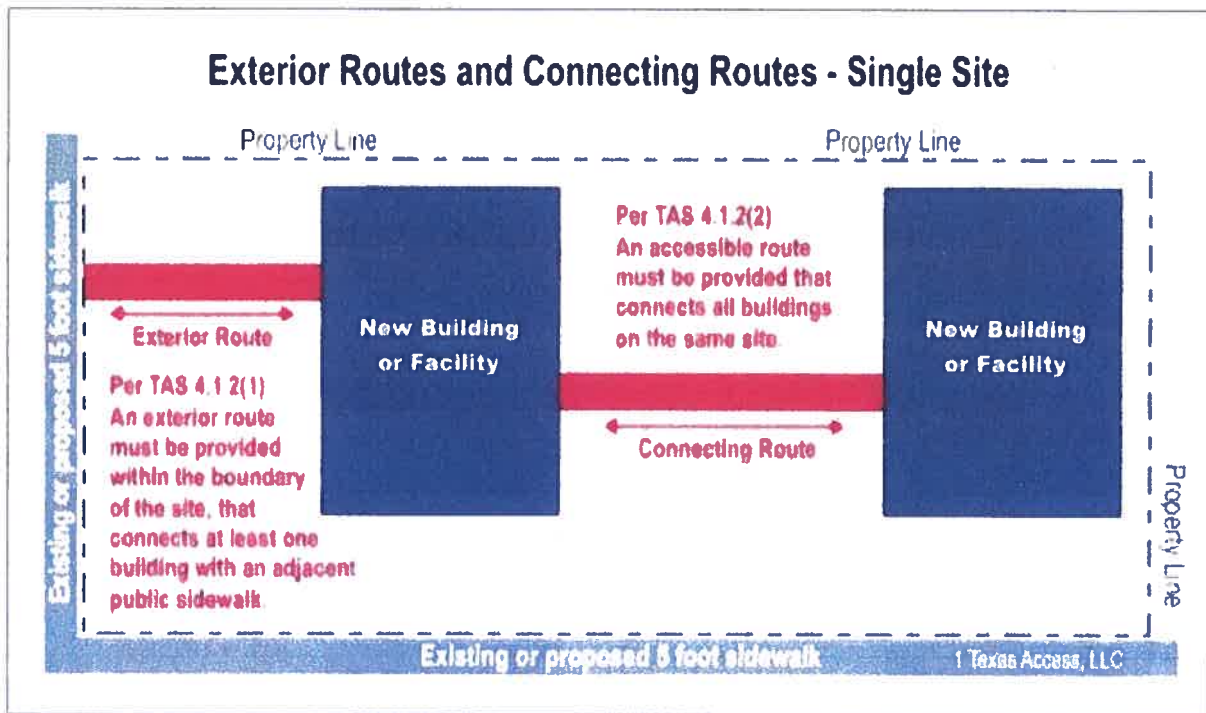 Exterior Routes and Connecting Routes - Single Site
Property Line
Property Line
Existing or proposed 5 foot sidewalk
Exterior Route
Per TAS 4.1.2(1)
An exterior route
must be provided
within the boundary
of the site, that
connects at least one
building with an adjacent
public sidewalk
New Building
or Facility
Per TAS 4.1.2(2)
An accessible route
must be provided that
connects all buildings
on the same site.
Connecting Route
New Building
or Facility
Property Line
Existing or proposed 5 foot sidewalk
1 Texas Access, LLC